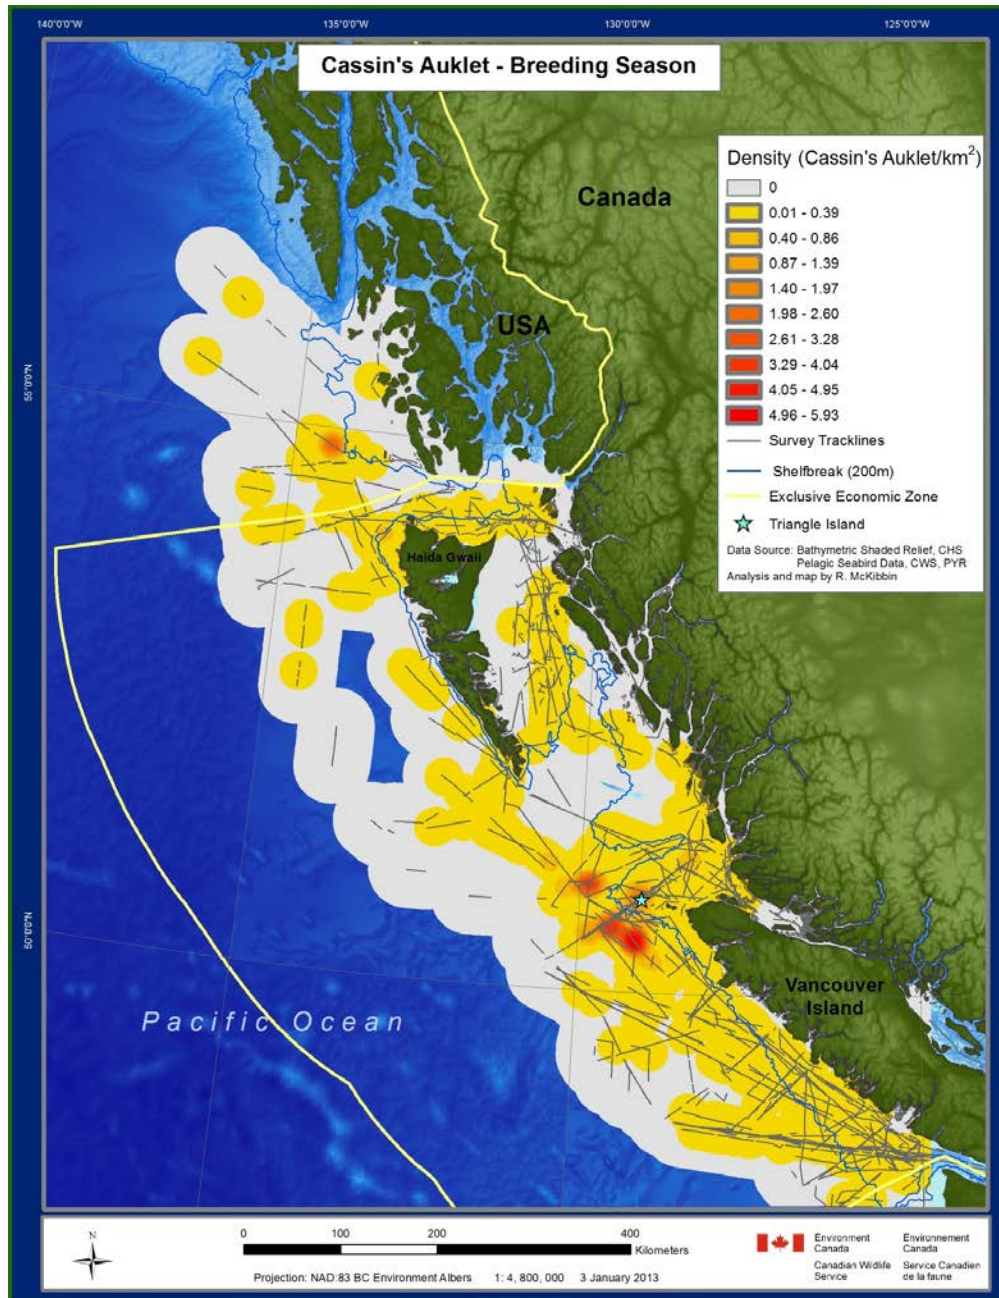 140°0'0"W
135°0'0"W
130°0'0"W
125°0'0"W
Cassin's Auklet - Breeding Season
Density (Cassin's Auklet/km²)
0
0.01 - 0.39
0.40 - 0.86
0.87 - 1.39
1.40 - 1.97
1.98 - 2.60
2.61 - 3.28
3.29 - 4.04
4.05 - 4.95
4.96 - 5.93
Survey Tracklines
Shelfbreak (200m)
Exclusive Economic Zone
Triangle Island
Data Source: Bathymetric Shaded Relief, CHS
Pelagic Seabird Data, CWS, PYR
Analysis and map by R. McKibbin
Canada
USA
55°0'0"N
Haida Gwaii
50°0'0"N
Vancouver
Island
Pacific Ocean
N
0 100 200 400
Kilometers
Projection: NAD:83 BC Environment Albers 1: 4, 800, 000 3 January 2013
Environment
Canada
Canadian Wildlife
Service
Environnement
Canada
Service Canadien
de la faune